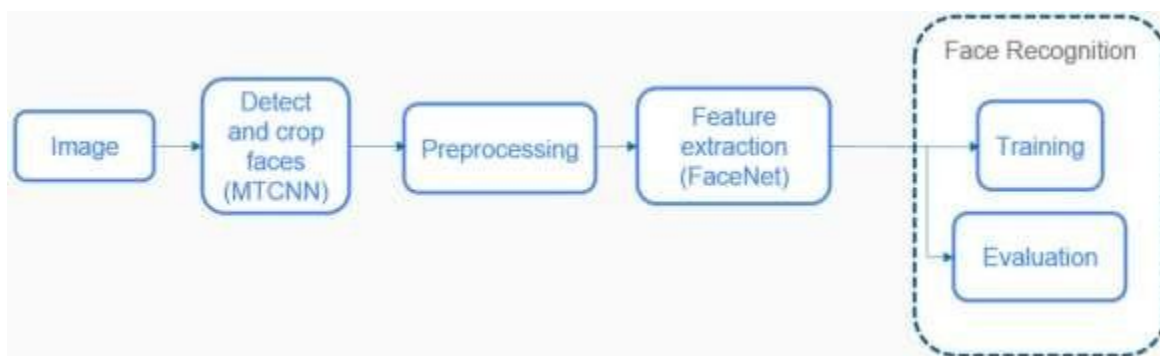 Image
Detect
and crop
faces
(MTCNN)
Preprocessing
Feature
extraction
(FaceNet)
Face Recognition
Training
Evaluation